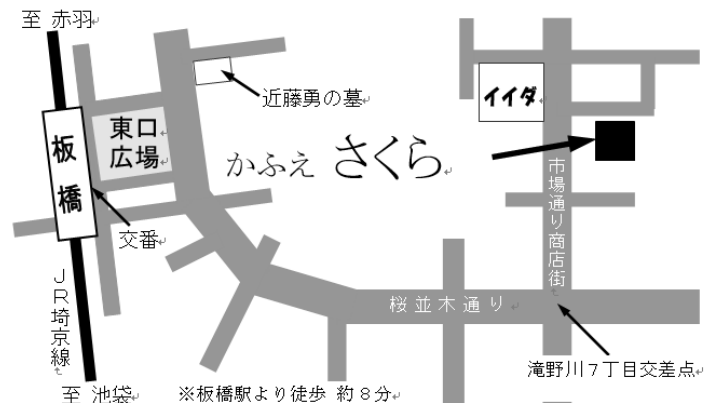 至 赤羽
近藤勇の墓
イイダ
東口
広場
板橋
かふぇ さくら
市場通り商店街
交番
JR埼京線
桜並木通り
滝野川7丁目交差点
至 池袋
※板橋駅より徒歩 約8分